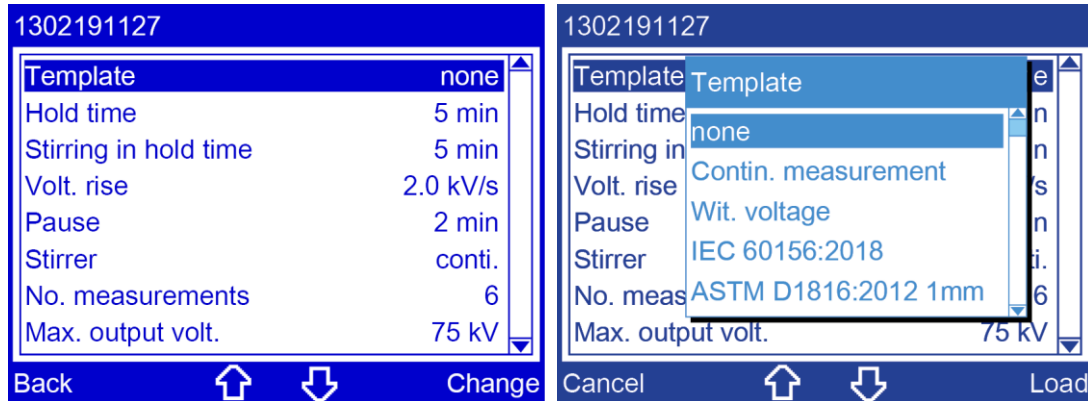 1302191127
Template none
Hold time 5 min
Stirring in hold time 5 min
Volt. rise 2.0 kV/s
Pause 2 min
Stirrer conti.
No. measurements 6
Max. output volt. 75 kV
Back Change
1302191127
Template e
Hold time n
Stirring in n
Volt. rise /s
Pause n
Stirrer ti.
No. meas 6
Max. output volt. 75 kV
Template
none
Contin. measurement
Wit. voltage
IEC 60156:2018
ASTM D1816:2012 1mm
Cancel Load